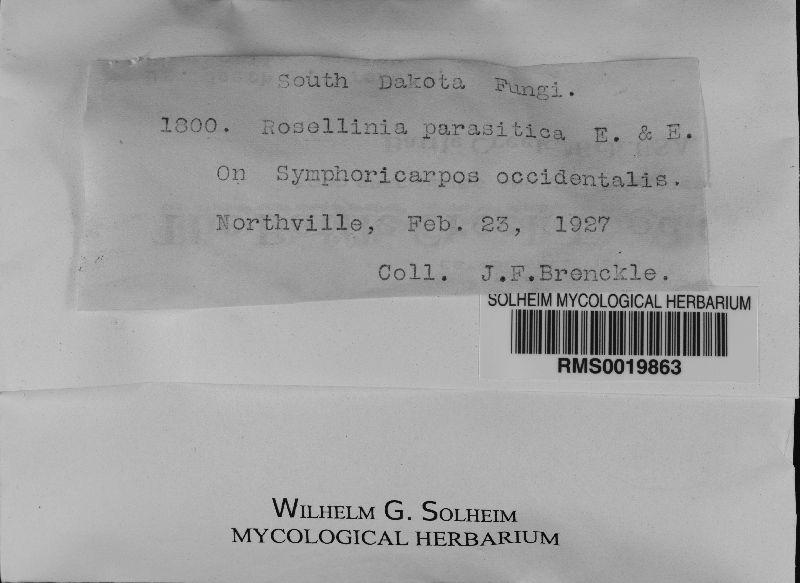 South Dakota Fungi.
1800. Rosellinia parasitica E. & E.
On Symphoricarpos occidentalis.
Northville, Feb. 23, 1927
Coll. J.F.Brenckle.
SOLHEIM MYCOLOGICAL HERBARIUM
RMS0019863
WILHELM G. SOLHEIM
MYCOLOGICAL HERBARIUM